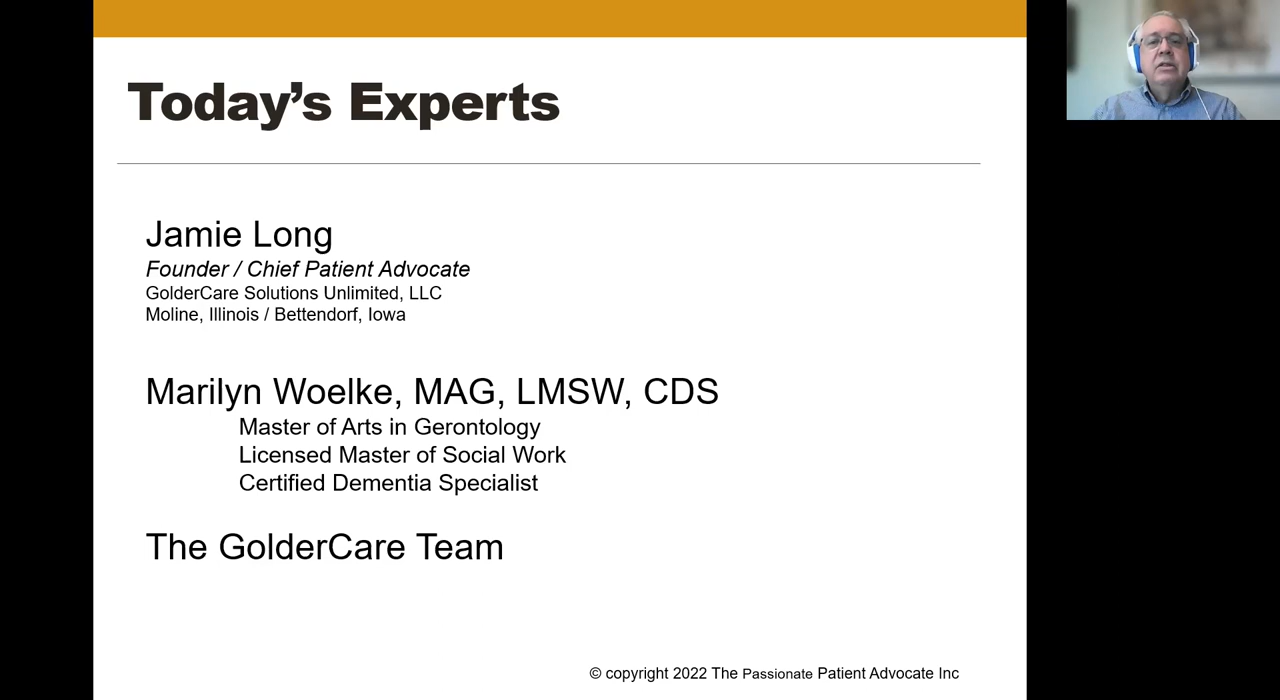 Today’s Experts
Jamie Long
Founder / Chief Patient Advocate
GolderCare Solutions Unlimited, LLC
Moline, Illinois / Bettendorf, Iowa
Marilyn Woelke, MAG, LMSW, CDS
Master of Arts in Gerontology
Licensed Master of Social Work
Certified Dementia Specialist
The GolderCare Team
© copyright 2022 The Passionate Patient Advocate Inc